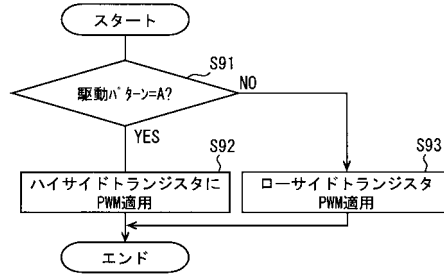 スタート
S91
駆動ﾊﾟﾀｰﾝ=A?
NO
YES
S92
ハイサイドトランジスタに
PWM適用
S93
ローサイドトランジスタ
PWM適用
エンド